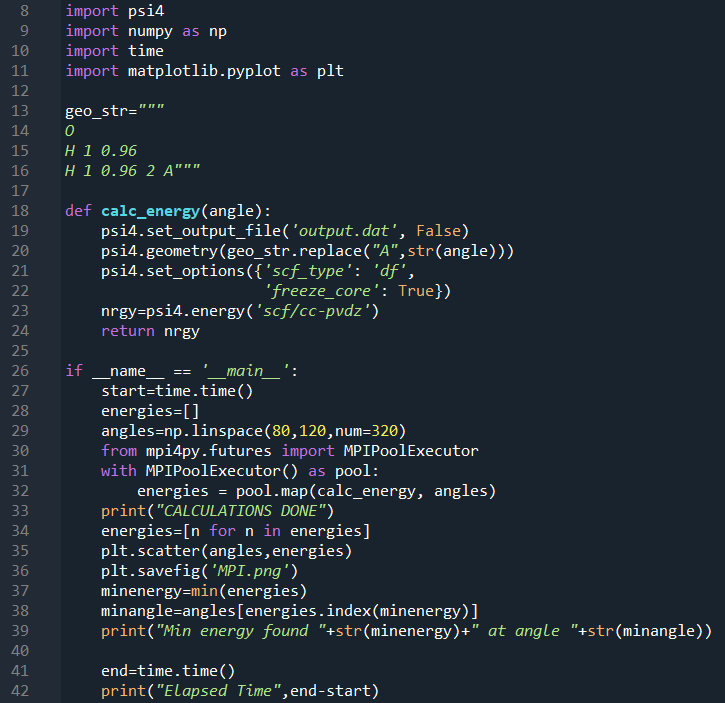 8 import psi4
9 import numpy as np
10 import time
11 import matplotlib.pyplot as plt
12
13 geo_str="""
14 O
15 H 1 0.96
16 H 1 0.96 2 A"""
17
18 def calc_energy(angle):
19     psi4.set_output_file('output.dat', False)
20     psi4.geometry(geo_str.replace("A",str(angle)))
21     psi4.set_options({'scf_type': 'df',
22                       'freeze_core': True})
23     nrgy=psi4.energy('scf/cc-pvdz')
24     return nrgy
25
26 if __name__ == '__main__':
27     start=time.time()
28     energies=[]
29     angles=np.linspace(80,120,num=320)
30     from mpi4py.futures import MPIPoolExecutor
31     with MPIPoolExecutor() as pool:
32         energies = pool.map(calc_energy, angles)
33     print("CALCULATIONS DONE")
34     energies=[n for n in energies]
35     plt.scatter(angles,energies)
36     plt.savefig('MPI.png')
37     minenergy=min(energies)
38     minangle=angles[energies.index(minenergy)]
39     print("Min energy found "+str(minenergy)+" at angle "+str(minangle))
40
41     end=time.time()
42     print("Elapsed Time",end-start)